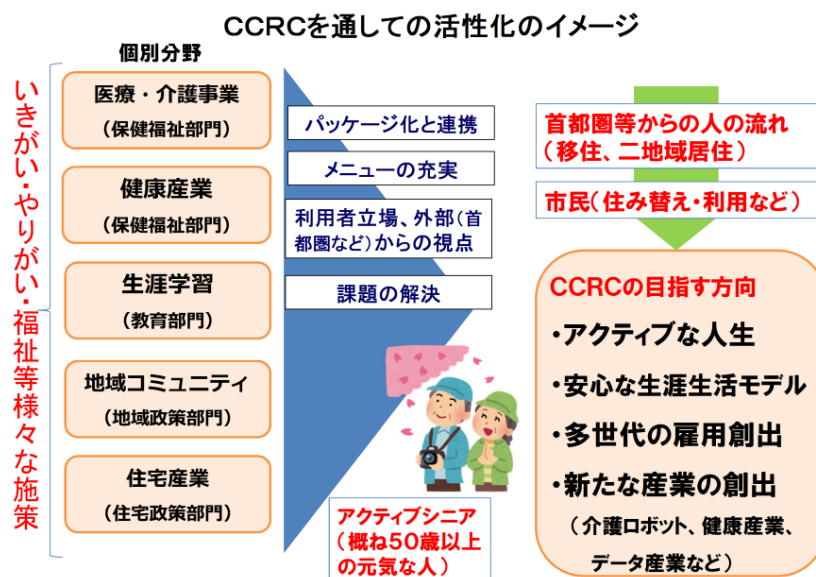 CCRCを通しての活性化のイメージ
個別分野
いきがい・やりがい・福祉等様々な施策
医療・介護事業
（保健福祉部門）
健康産業
（保健福祉部門）
生涯学習
（教育部門）
地域コミュニティ
（地域政策部門）
住宅産業
（住宅政策部門）
パッケージ化と連携
メニューの充実
利用者立場、外部（首
都圏など）からの視点
課題の解決
アクティブシニア
（概ね５０歳以上
の元気な人）
首都圏等からの人の流れ
（移住、二地域居住）
市民（住み替え・利用など）
CCRCの目指す方向
・アクティブな人生
・安心な生涯生活モデル
・多世代の雇用創出
・新たな産業の創出
（介護ロボット、健康産業、
データ産業など）